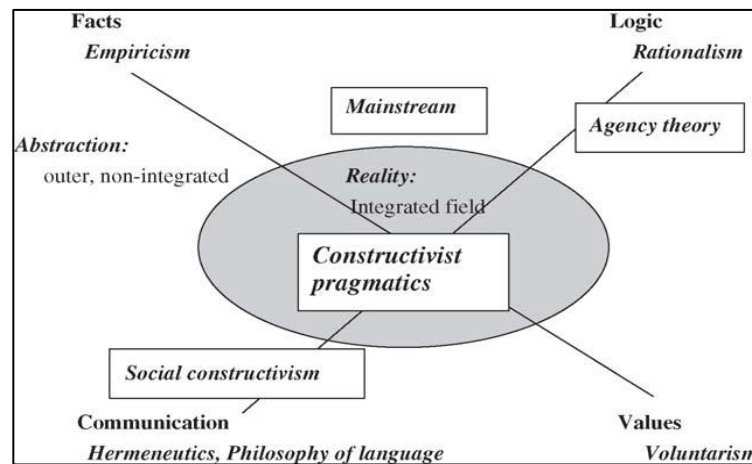 Facts
Logic
Empiricism
Rationalism
Mainstream
Agency theory
Abstraction:
outer, non-integrated
Reality:
Integrated field
Constructivist
pragmatics
Social constructivism
Communication
Values
Hermeneutics, Philosophy of language
Voluntarism